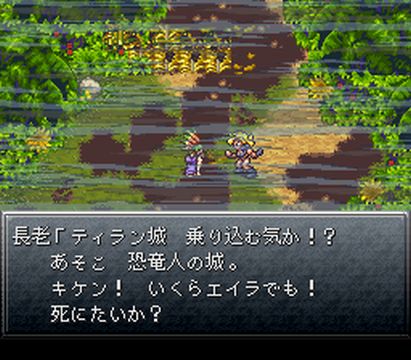 長老「ティラン城　乗り込む気か！？
あそこ　恐竜人の城。
キケン！　いくらエイラでも！
死にたいか？